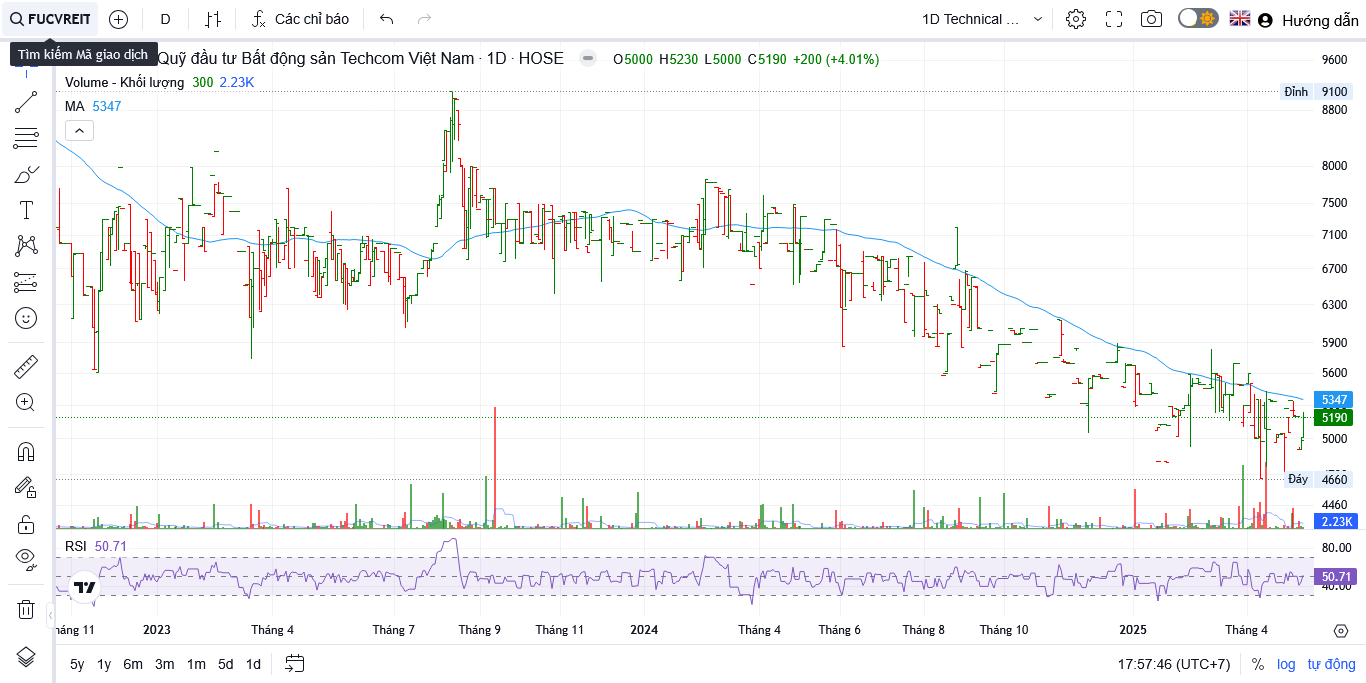 FUCVREIT D Các chỉ báo 1D Technical ... Hướng dẫn
Tìm kiếm Mã giao dịch
Quỹ đầu tư Bất động sản Techcom Việt Nam · 1D · HOSE O5000 H5230 L5000 C5190 +200 (+4.01%)
Volume - Khối lượng 300 2.23K
MA 5347
9600
Đỉnh 9100
8800
8000
7500
7100
6700
6300
5900
5600
5347
5190
5000
Đáy 4660
4460
2.23K
RSI 50.71
80.00
50.71
40.00
háng 11 2023 Tháng 4 Tháng 7 Tháng 9 Tháng 11 2024 Tháng 4 Tháng 6 Tháng 8 Tháng 10 2025 Tháng 4
5y 1y 6m 3m 1m 5d 1d 17:57:46 (UTC+7) % log tự động